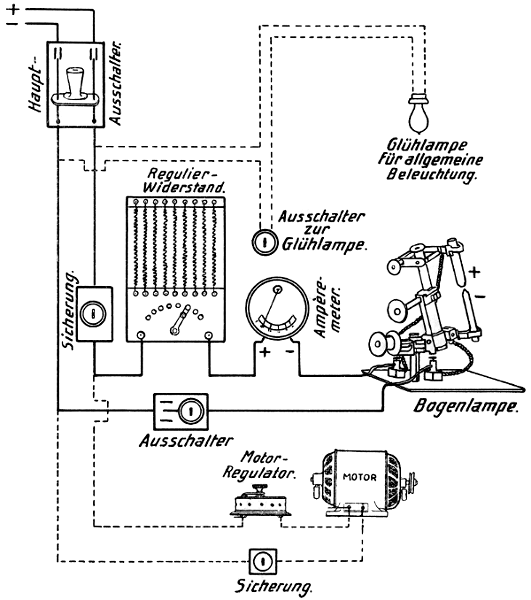 +
−
Haupt-
Ausschalter.
Glühlampe
Für allgemeine
Beleuchtung.
Regulier-
Widerstand.
Ausschalter
zur
Glühlampe.
Sicherung.
Ampère-
meter.
+ −
+
−
Bogenlampe.
Ausschalter
Motor-
Regulator.
MOTOR
Sicherung.